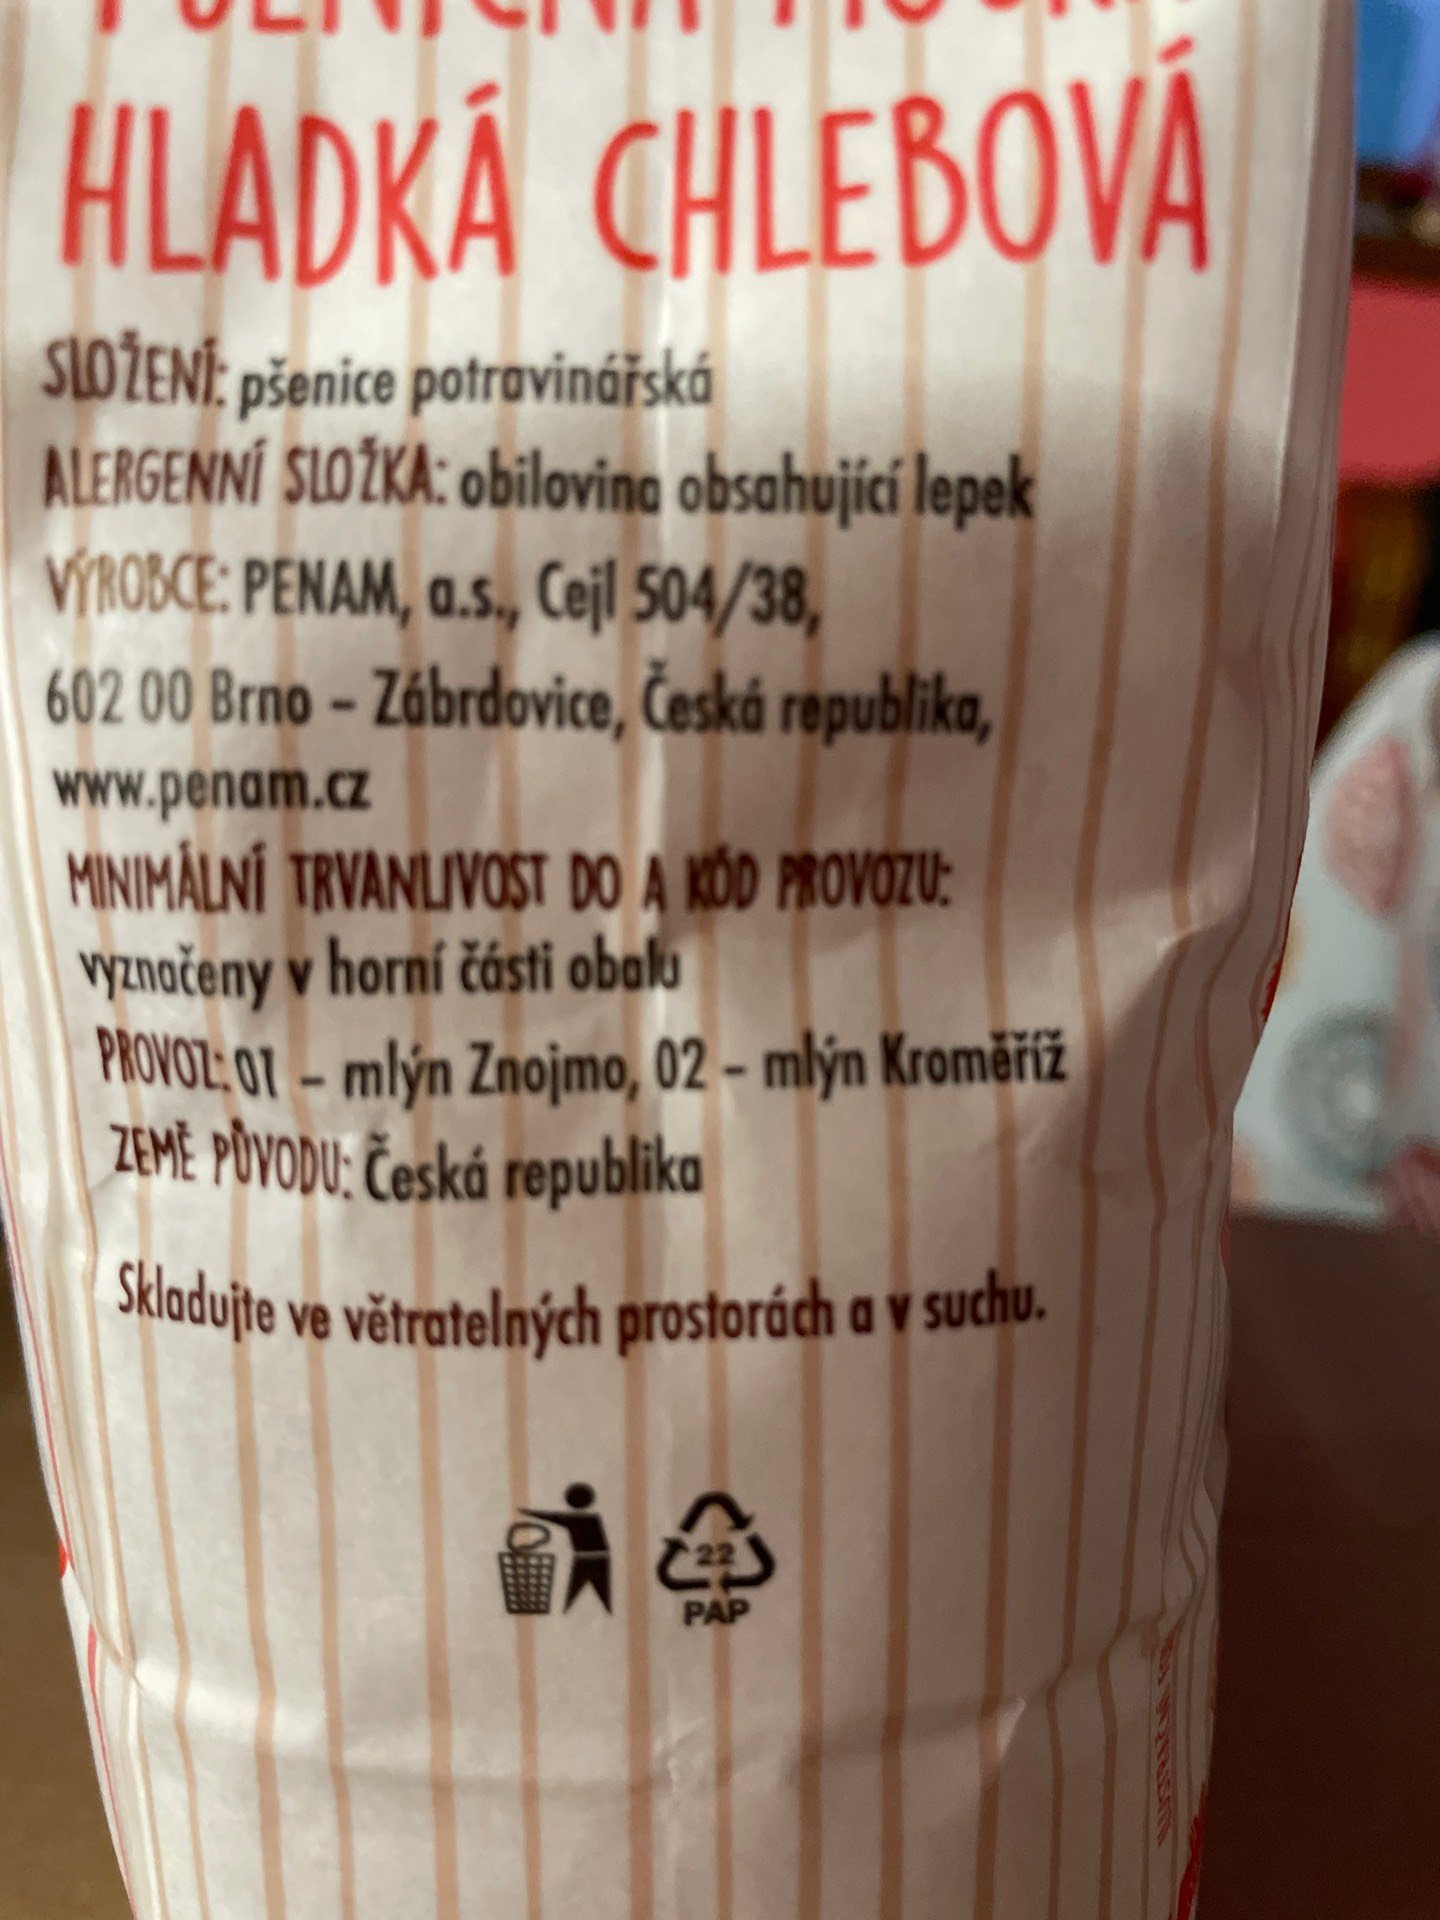 PŠENIČNÁ MOUKA
HLADKÁ CHLEBOVÁ
SLOŽENÍ: pšenice potravinářská
ALERGENNÍ SLOŽKA: obilovina obsahující lepek
VÝROBCE: PENAM, a.s., Cejl 504/38,
602 00 Brno – Zábrdovice, Česká republika,
www.penam.cz
MINIMÁLNÍ TRVANLIVOST DO A KÓD PROVOZU:
vyznačeny v horní části obalu
PROVOZ: 01 – mlýn Znojmo, 02 – mlýn Kroměříž
ZEMĚ PŮVODU: Česká republika
Skladujte ve větratelných prostorách a v suchu.
22
PAP